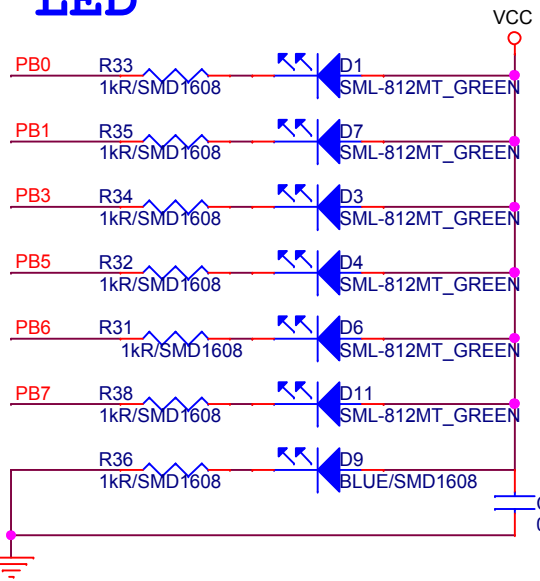 LED
VCC
PB0 R33 D1
1kR/SMD1608 SML-812MT_GREEN
PB1 R35 D7
1kR/SMD1608 SML-812MT_GREEN
PB3 R34 D3
1kR/SMD1608 SML-812MT_GREEN
PB5 R32 D4
1kR/SMD1608 SML-812MT_GREEN
PB6 R31 D6
1kR/SMD1608 SML-812MT_GREEN
PB7 R38 D11
1kR/SMD1608 SML-812MT_GREEN
R36 D9
1kR/SMD1608 BLUE/SMD1608